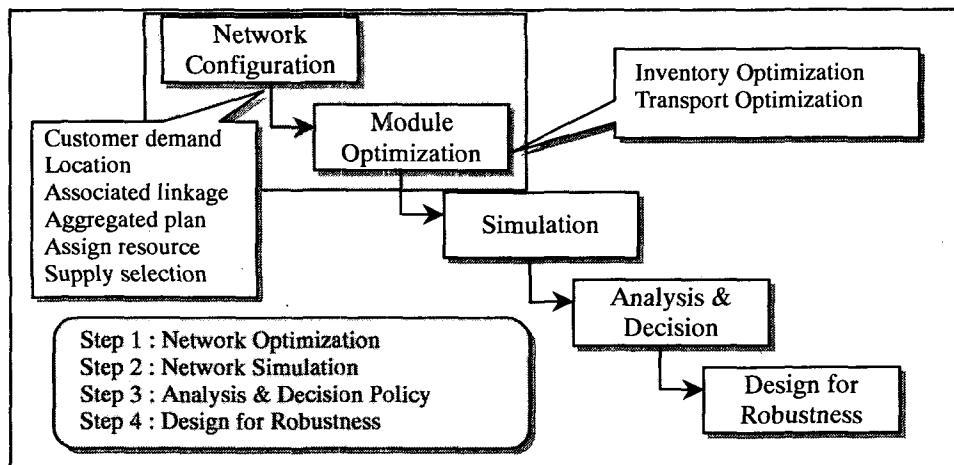 Network
Configuration
Inventory Optimization
Transport Optimization
Customer demand
Location
Associated linkage
Aggregated plan
Assign resource
Supply selection
Module
Optimization
Simulation
Analysis &
Decision
Step 1 : Network Optimization
Step 2 : Network Simulation
Step 3 : Analysis & Decision Policy
Step 4 : Design for Robustness
Design for
Robustness